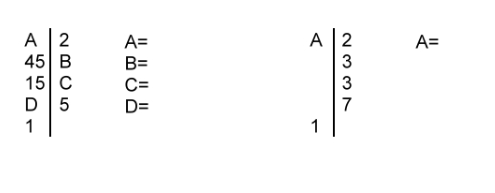 A 2 A= A 2 A=
45 B B= 3
15 C C= 3
D 5 D= 7
1 1